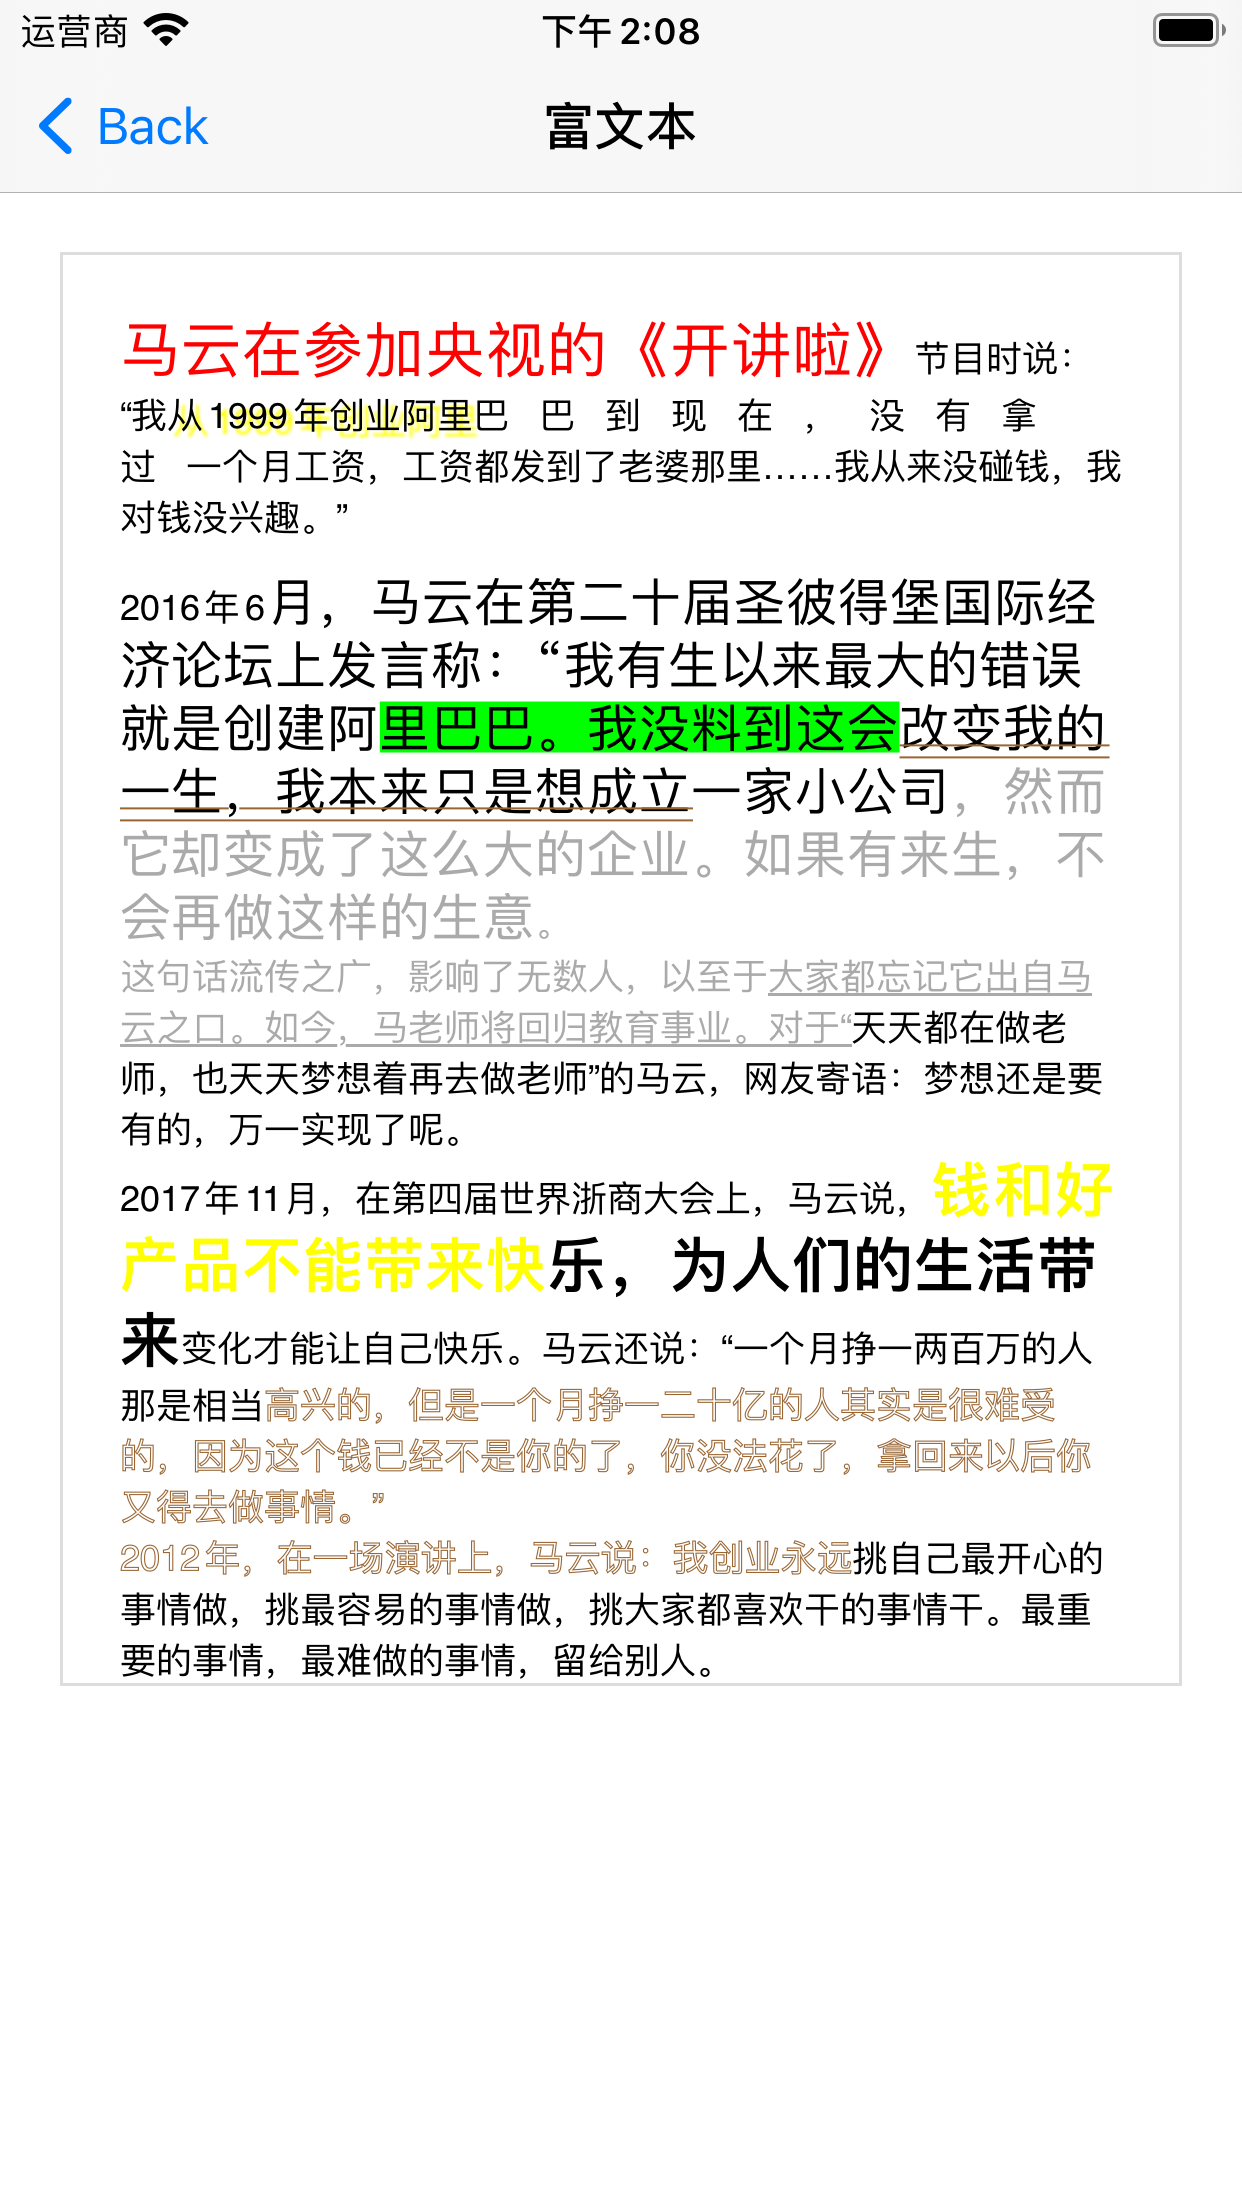 运营商 下午2:08
Back 富文本
马云在参加央视的《开讲啦》节目时说：
“我从1999年创业阿里巴 巴 到 现 在 ， 没 有 拿
过 一个月工资，工资都发到了老婆那里……我从来没碰钱，我
对钱没兴趣。”
2016年6月，马云在第二十届圣彼得堡国际经
济论坛上发言称：“我有生以来最大的错误
就是创建阿里巴巴。我没料到这会改变我的
一生，我本来只是想成立一家小公司，然而
它却变成了这么大的企业。如果有来生，不
会再做这样的生意。
这句话流传之广，影响了无数人，以至于大家都忘记它出自马
云之口。如今，马老师将回归教育事业。对于“天天都在做老
师，也天天梦想着再去做老师”的马云，网友寄语：梦想还是要
有的，万一实现了呢。
2017年11月，在第四届世界浙商大会上，马云说，钱和好
产品不能带来快乐，为人们的生活带
来变化才能让自己快乐。马云还说：“一个月挣一两百万的人
那是相当高兴的，但是一个月挣一二十亿的人其实是很难受
的，因为这个钱已经不是你的了，你没法花了，拿回来以后你
又得去做事情。”
2012年，在一场演讲上，马云说：我创业永远挑自己最开心的
事情做，挑最容易的事情做，挑大家都喜欢干的事情干。最重
要的事情，最难做的事情，留给别人。